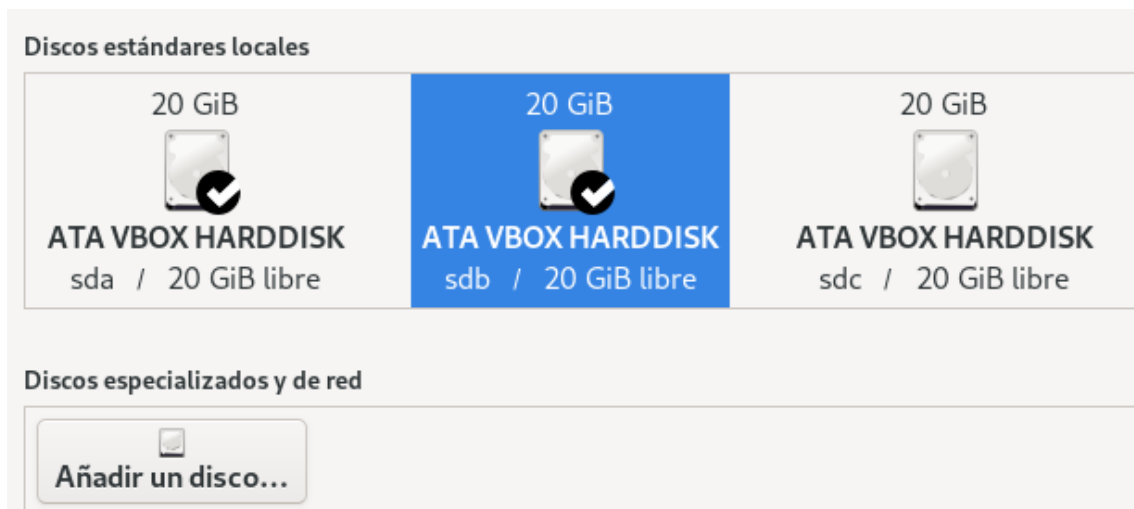 Discos estándares locales
20 GiB
ATA VBOX HARDDISK
sda / 20 GiB libre
20 GiB
ATA VBOX HARDDISK
sdb / 20 GiB libre
20 GiB
ATA VBOX HARDDISK
sdc / 20 GiB libre
Discos especializados y de red
Añadir un disco...